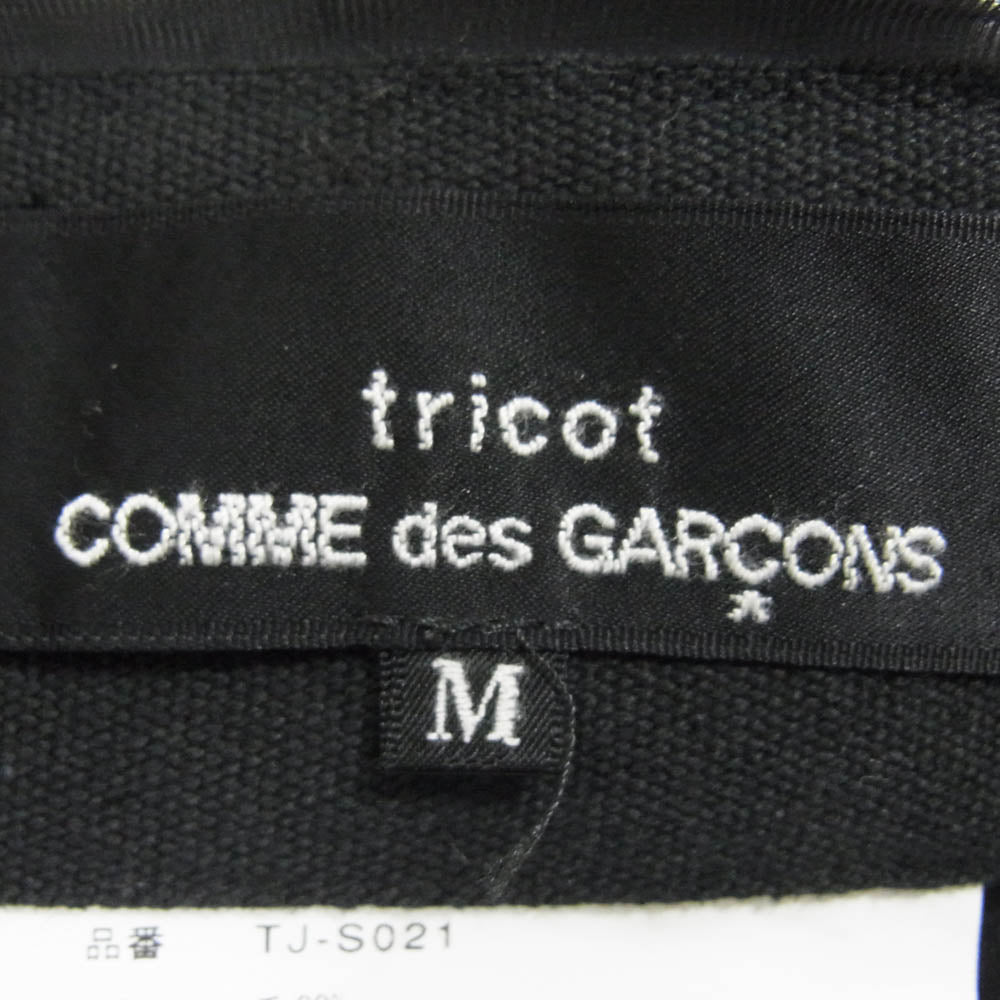 tricot
COMME des GARÇONS
*
M
品番 TJ-S021